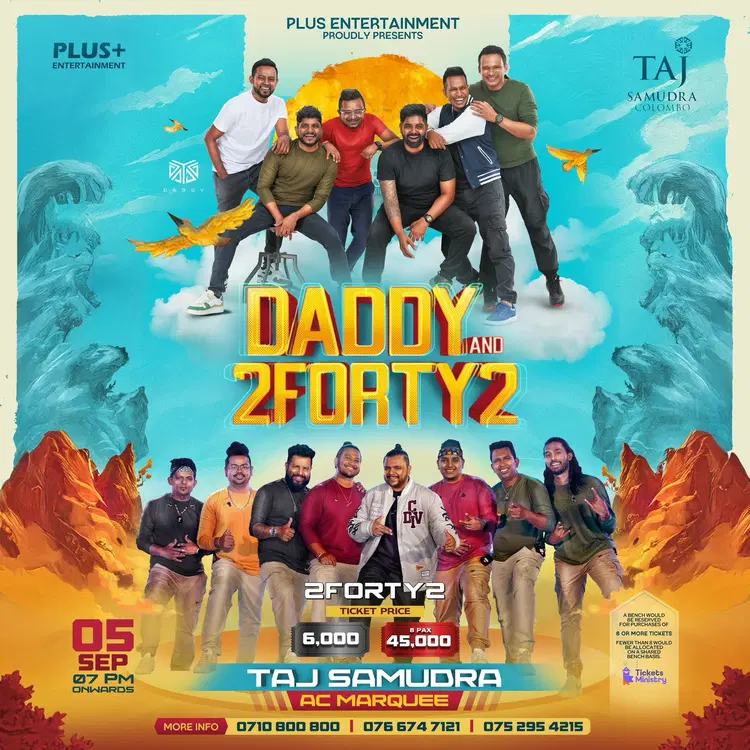 PLUS ENTERTAINMENT
PROUDLY PRESENTS
PLUS+
ENTERTAINMENT
TAJ
SAMUDRA
COLOMBO
DADDY
DADDY
AND
2FORTY2
2FORTY2
TICKET PRICE
6,000
8 PAX
45,000
05
SEP
07 PM
ONWARDS
A BENCH WOULD
BE RESERVED
FOR PURCHASES OF
8 OR MORE TICKETS
FEWER THAN 8 WOULD
BE ALLOCATED
ON A SHARED
BENCH BASIS.
Tickets
Ministry
TAJ SAMUDRA
AC MARQUEE
MORE INFO 0710 800 800 | 076 674 7121 | 075 295 4215